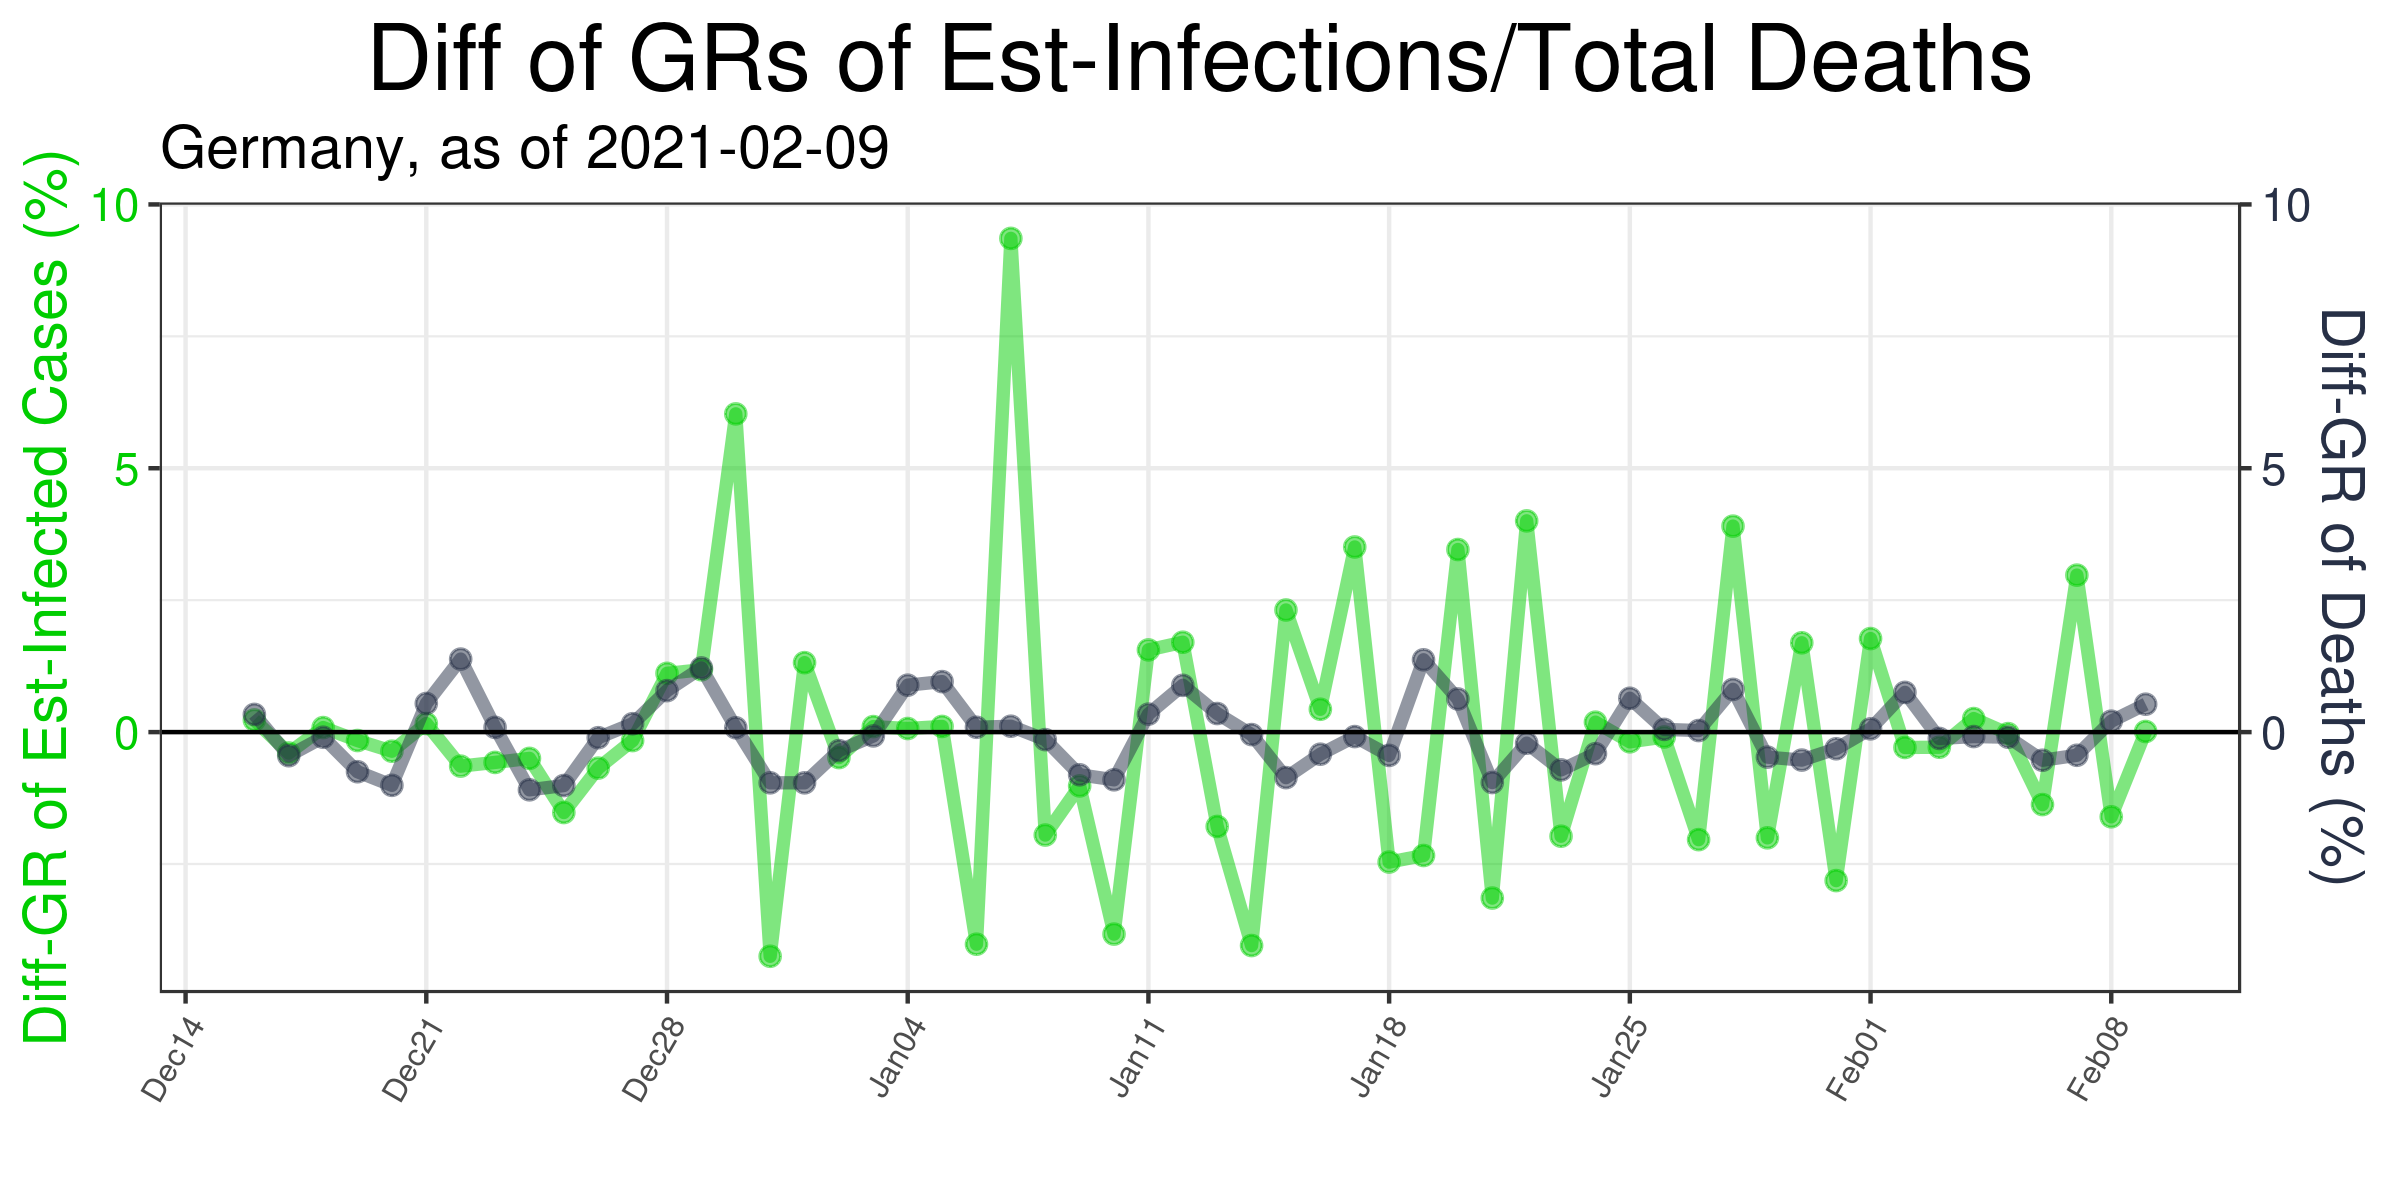 Diff of GRs of Est-Infections/Total Deaths
Germany, as of 2021-02-09
Diff-GR of Est-Infected Cases (%)
10
5
0
10
5
0
Diff-GR of Deaths (%)
Dec14
Dec21
Dec28
Jan04
Jan11
Jan18
Jan25
Feb01
Feb08